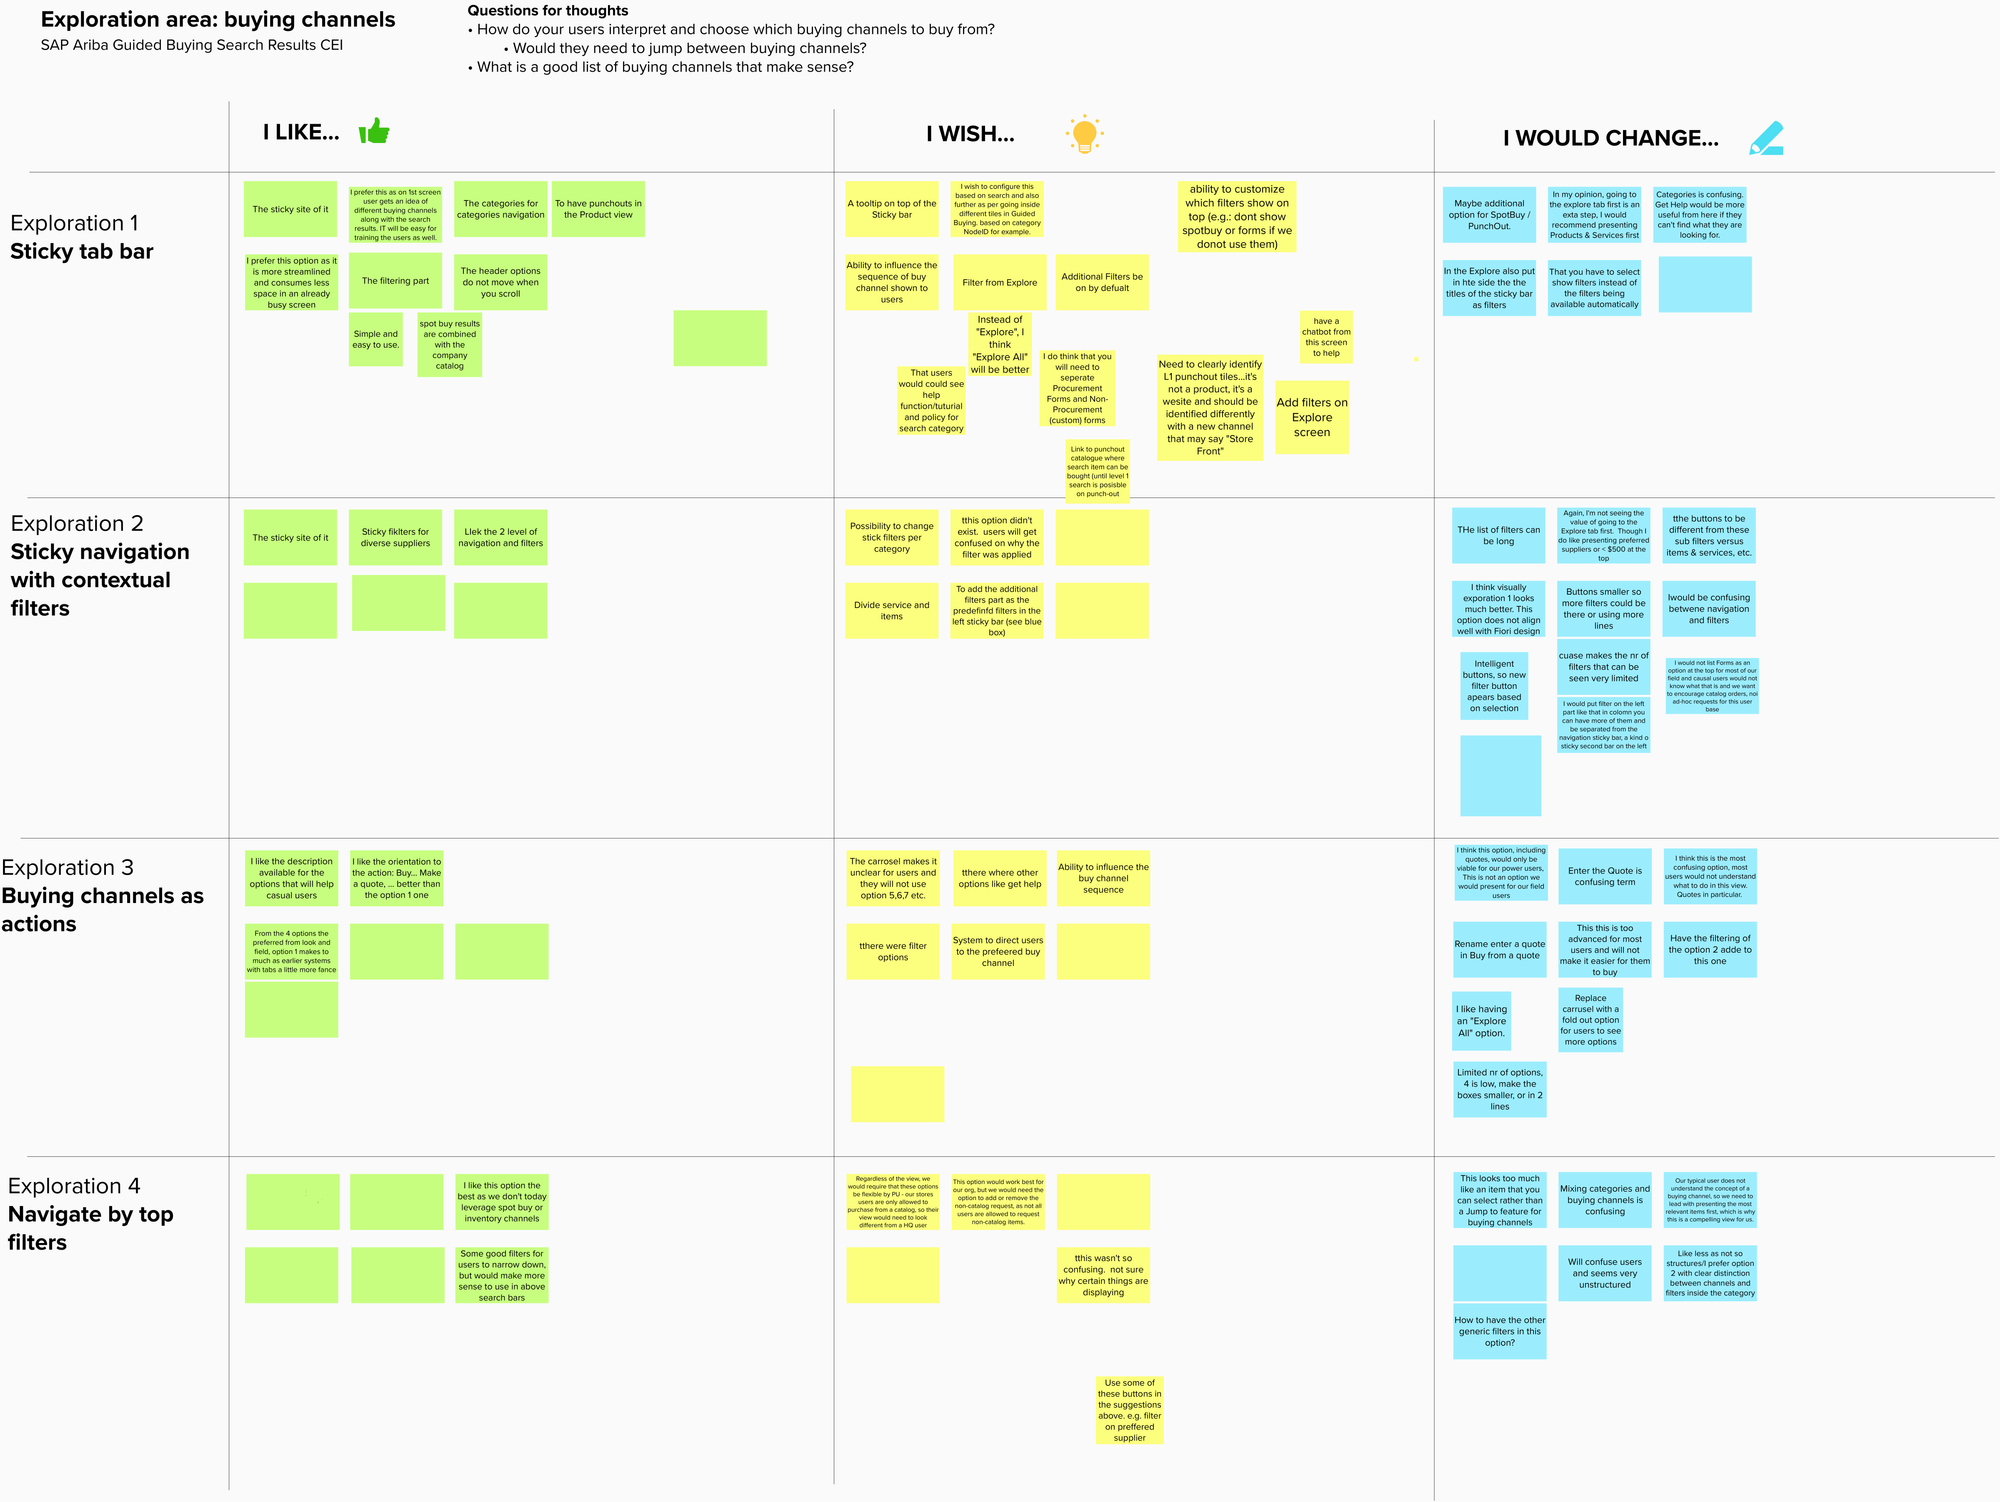 Exploration area: buying channels
SAP Ariba Guided Buying Search Results CEI
Questions for thoughts
• How do your users interpret and choose which buying channels to buy from?
• Would they need to jump between buying channels?
• What is a good list of buying channels that make sense?
I LIKE...
I WISH...
I WOULD CHANGE...
Exploration 1
Sticky tab bar
The sticky site of it
I prefer this as on 1st screen
user gets an idea of
different buying channels
along with the search
results. IT will be easy for
training the users as well.
The categories for
categories navigation
To have punchouts in
the Product view
I prefer this option as it
is more streamlined
and consumes less
space in an already
busy screen
The filtering part
The header options
do not move when
you scroll
Simple and
easy to use.
spot buy results
are combined
with the
company
catalog
A tooltip on top of the
Sticky bar
I wish to configure this
based on search and also
further as per going inside
different tiles in Guided
Buying. based on category
NodeID for example.
ability to customize
which filters show on
top (e.g.: dont show
spotbuy or forms if we
donot use them)
Ability to influence the
sequence of buy
channel shown to
users
Filter from Explore
Additional Filters be
on by defualt
Instead of
"Explore", I
think
"Explore All"
will be better
have a
chatbot from
this screen
to help
I do think that you
will need to
seperate
Procurement
Forms and Non-
Procurement
(custom) forms
Need to clearly identify
L1 punchout tiles...it's
not a product, it's a
wesite and should be
identified differently
with a new channel
that may say "Store
Front"
That users
would could see
help
function/tuturial
and policy for
search category
Add filters on
Explore
screen
Link to punchout
catalogue where
search item can be
bought (until level 1
search is posisble
on punch-out
Maybe additional
option for SpotBuy /
PunchOut.
In my opinion, going to
the explore tab first is an
exta step, I would
recommend presenting
Products & Services first
Categories is confusing.
Get Help would be more
useful from here if they
can't find what they are
looking for.
In the Explore also put
in hte side the the
titles of the sticky bar
as filters
That you have to select
show filters instead of
the filters being
available automatically
Exploration 2
Sticky navigation
with contextual
filters
The sticky site of it
Sticky fiklters for
diverse suppliers
LIek the 2 level of
navigation and filters
Possibility to change
stick filters per
category
tthis option didn't
exist.  users will get
confused on why the
filter was applied
Divide service and
items
To add the additional
filters part as the
predefinfd filters in the
left sticky bar (see blue
box)
THe list of filters can
be long
Again, I'm not seeing the
value of going to the
Explore tab first.  Though I
do like presenting preferred
suppliers or < $500 at the
top
tthe buttons to be
different from these
sub filters versus
items & services, etc.
I think visually
exporation 1 looks
much better. This
option does not align
well with Fiori design
Buttons smaller so
more filters could be
there or using more
lines
Iwould be confusing
betwene navigation
and filters
Intelligent
buttons, so new
filter button
apears based
on selection
cuase makes the nr of
filters that can be
seen very limited
I would not list Forms as an
option at the top for most of our
field and causal users would not
know what that is and we want
to encourage catalog orders, noi
ad-hoc requests for this user
base
I would put filter on the left
part like that in colomn you
can have more of them and
be separated from the
navigation sticky bar, a kind o
sticky second bar on the left
Exploration 3
Buying channels as
actions
I like the description
available for the
options that will help
casual users
I like the orientation to
the action: Buy... Make
a quote, ... better than
the option 1 one
From the 4 options the
preferred from look and
field, option 1 makes to
much as earlier systems
with tabs a little more fance
The carrosel makes it
unclear for users and
they will not use
option 5,6,7 etc.
tthere where other
options like get help
Ability to influence the
buy channel
sequence
tthere were filter
options
System to direct users
to the prefeered buy
channel
I think this option, including
quotes, would only be
viable for our power users,
This is not an option we
would present for our field
users
Enter the Quote is
confusing term
I think this is the most
confusing option, most
users would not understand
what to do in this view.
Quotes in particular.
Rename enter a quote
in Buy from a quote
This this is too
advanced for most
users and will not
make it easier for them
to buy
Have the filtering of
the option 2 adde to
this one
I like having
an "Explore
All" option.
Replace
carrusel with a
fold out option
for users to see
more options
Limited nr of options,
4 is low, make the
boxes smaller, or in 2
lines
Exploration 4
Navigate by top
filters
I like this option the
best as we don't today
leverage spot buy or
inventory channels
Some good filters for
users to narrow down,
but would make more
sense to use in above
search bars
Regardless of the view, we
would require that these options
be flexible by PU - our stores
users are only allowed to
purchase from a catalog, so their
view would need to look
different from a HQ user
This option would work best for
our org, but we would need the
option to add or remove the
non-catalog request, as not all
users are allowed to request
non-catalog items.
tthis wasn't so
confusing.  not sure
why certain things are
displaying
Use some of
these buttons in
the suggestions
above. e.g. filter
on preffered
supplier
This looks too much
like an item that you
can select rather than
a Jump to feature for
buying channels
Mixing categories and
buying channels is
confusing
Our typical user does not
understand the concept of a
buying channel, so we need to
lead with presenting the most
relevant items first, which is why
this is a compelling view for us.
Will confuse users
and seems very
unstructured
Like less as not so
structures/I prefer option
2 with clear distinction
between channels and
filters inside the category
How to have the other
generic filters in this
option?